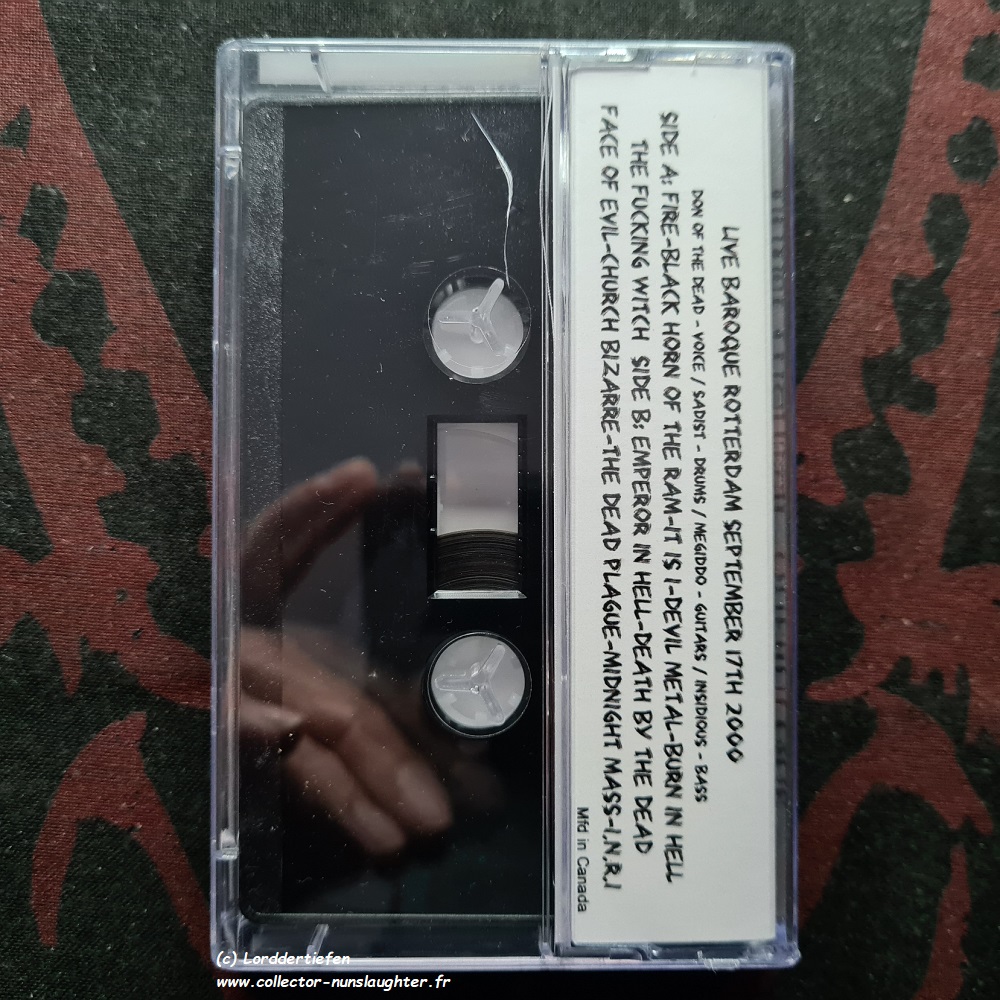 LIVE BAROQUE ROTTERDAM SEPTEMBER 17TH 2000
DON OF THE DEAD - VOICE / SADIST - DRUMS / MEGIDDO - GUITARS / INSIDIOUS - BASS
SIDE A: FIRE-BLACK HORN OF THE RAM-IT IS I-DEVIL METAL-BURN IN HELL
THE FUCKING WITCH SIDE B: EMPEROR IN HELL-DEATH BY THE DEAD
FACE OF EVIL-CHURCH BIZARRE-THE DEAD PLAGUE-MIDNIGHT MASS-I.N.R.I
Mfd in Canada
(c) Lorddertiefen
www.collector-nunslaughter.fr